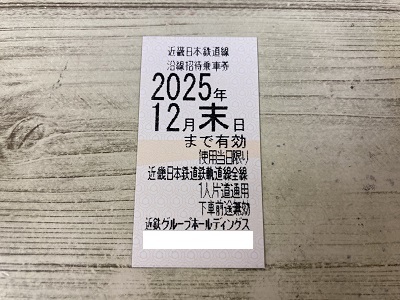 近畿日本鉄道線
沿線招待乗車券
2025年
12月末日
まで有効
使用当日限り
近畿日本鉄道鉄軌道線全線
1人片道通用
下車前途無効
近鉄グループホールディングス